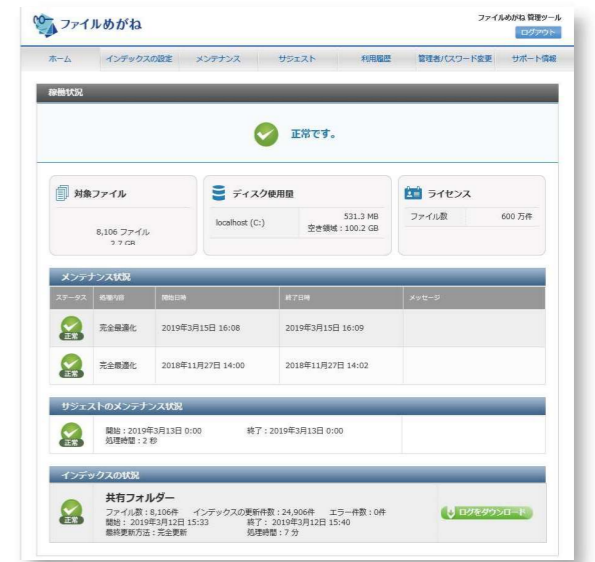 ファイルめがね
ファイルめがね 管理ツール
ログアウト
ホーム インデックスの設定 メンテナンス サジェスト 利用履歴 管理者パスワード変更 サポート情報
稼働状況
正常です。
対象ファイル
8,106 ファイル
2.7 GB
ディスク使用量
localhost (C:) 531.3 MB
空き領域:100.2 GB
ライセンス
ファイル数 600 万件
メンテナンス状況
ステータス 処理内容 開始日時 終了日時 メッセージ
正常 完全最適化 2019年3月15日 16:08 2019年3月15日 16:09
正常 完全最適化 2018年11月27日 14:00 2018年11月27日 14:02
サジェストのメンテナンス状況
正常
開始:2019年3月13日 0:00 終了:2019年3月13日 0:00
処理時間:2 秒
インデックスの状況
正常
共有フォルダー
ファイル数:8,106件 インデックスの更新件数:24,906件 エラー件数:0件
開始: 2019年3月12日 15:33 終了: 2019年3月12日 15:40
最終更新方法:完全更新 処理時間:7 分
ログをダウンロード